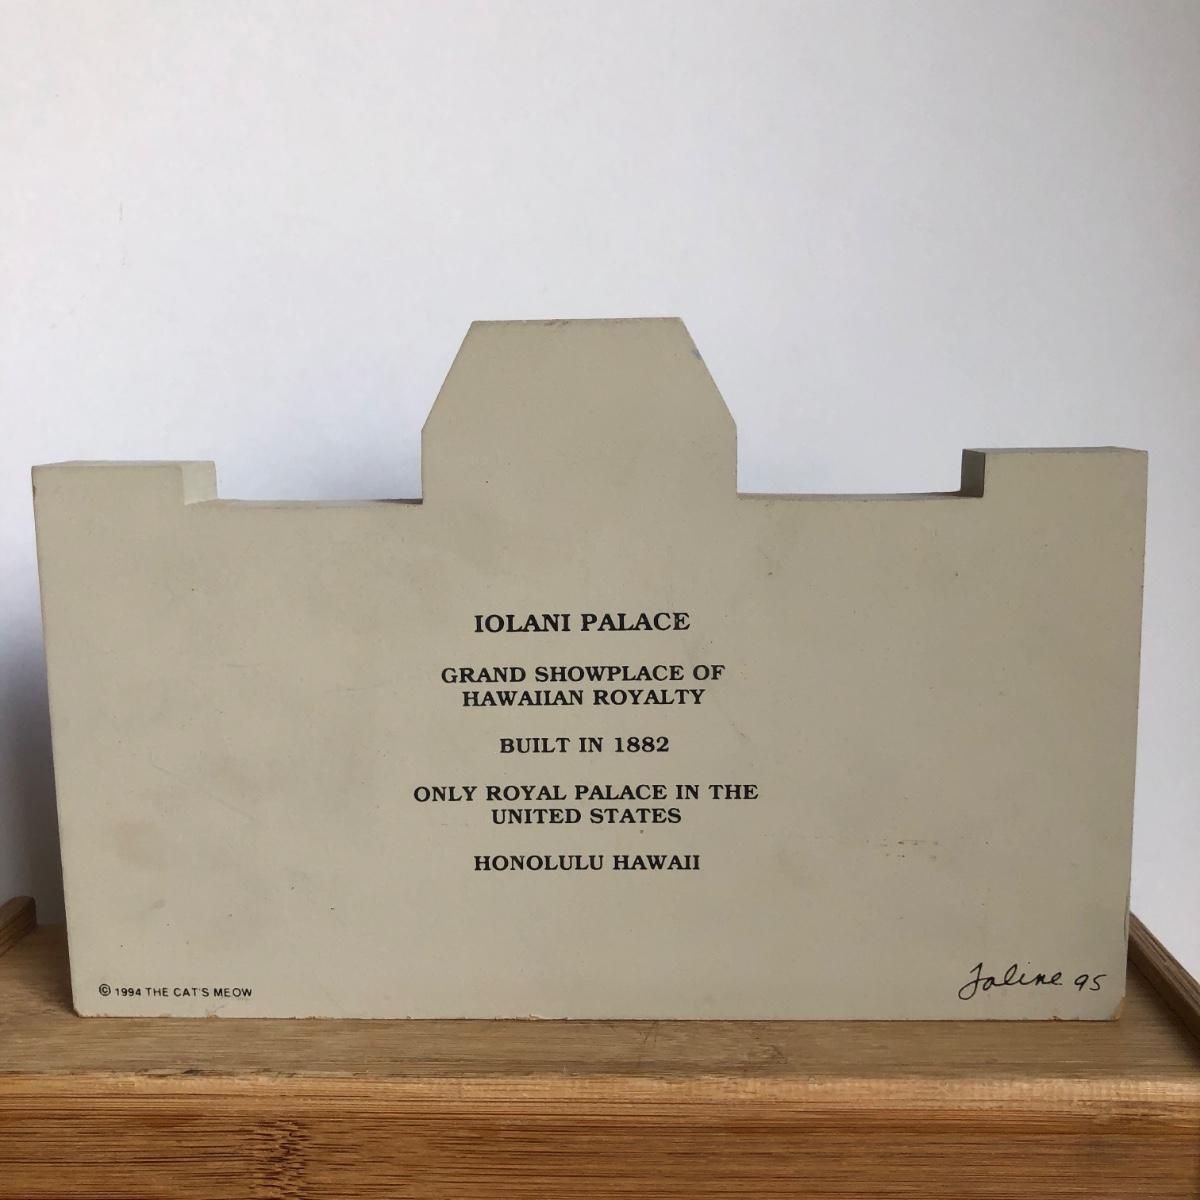 IOLANI PALACE
GRAND SHOWPLACE OF
HAWAIIAN ROYALTY
BUILT IN 1882
ONLY ROYAL PALACE IN THE
UNITED STATES
HONOLULU HAWAII
© 1994 THE CAT'S MEOW
Faline 95